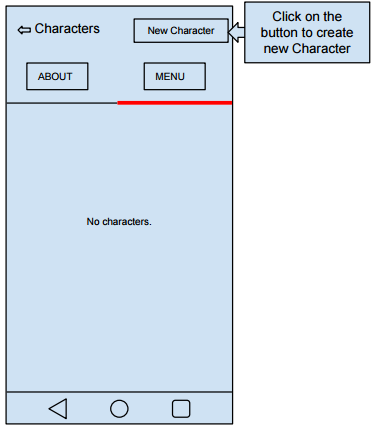 Characters
New Character
Click on the
button to create
new Character
ABOUT
MENU
No characters.